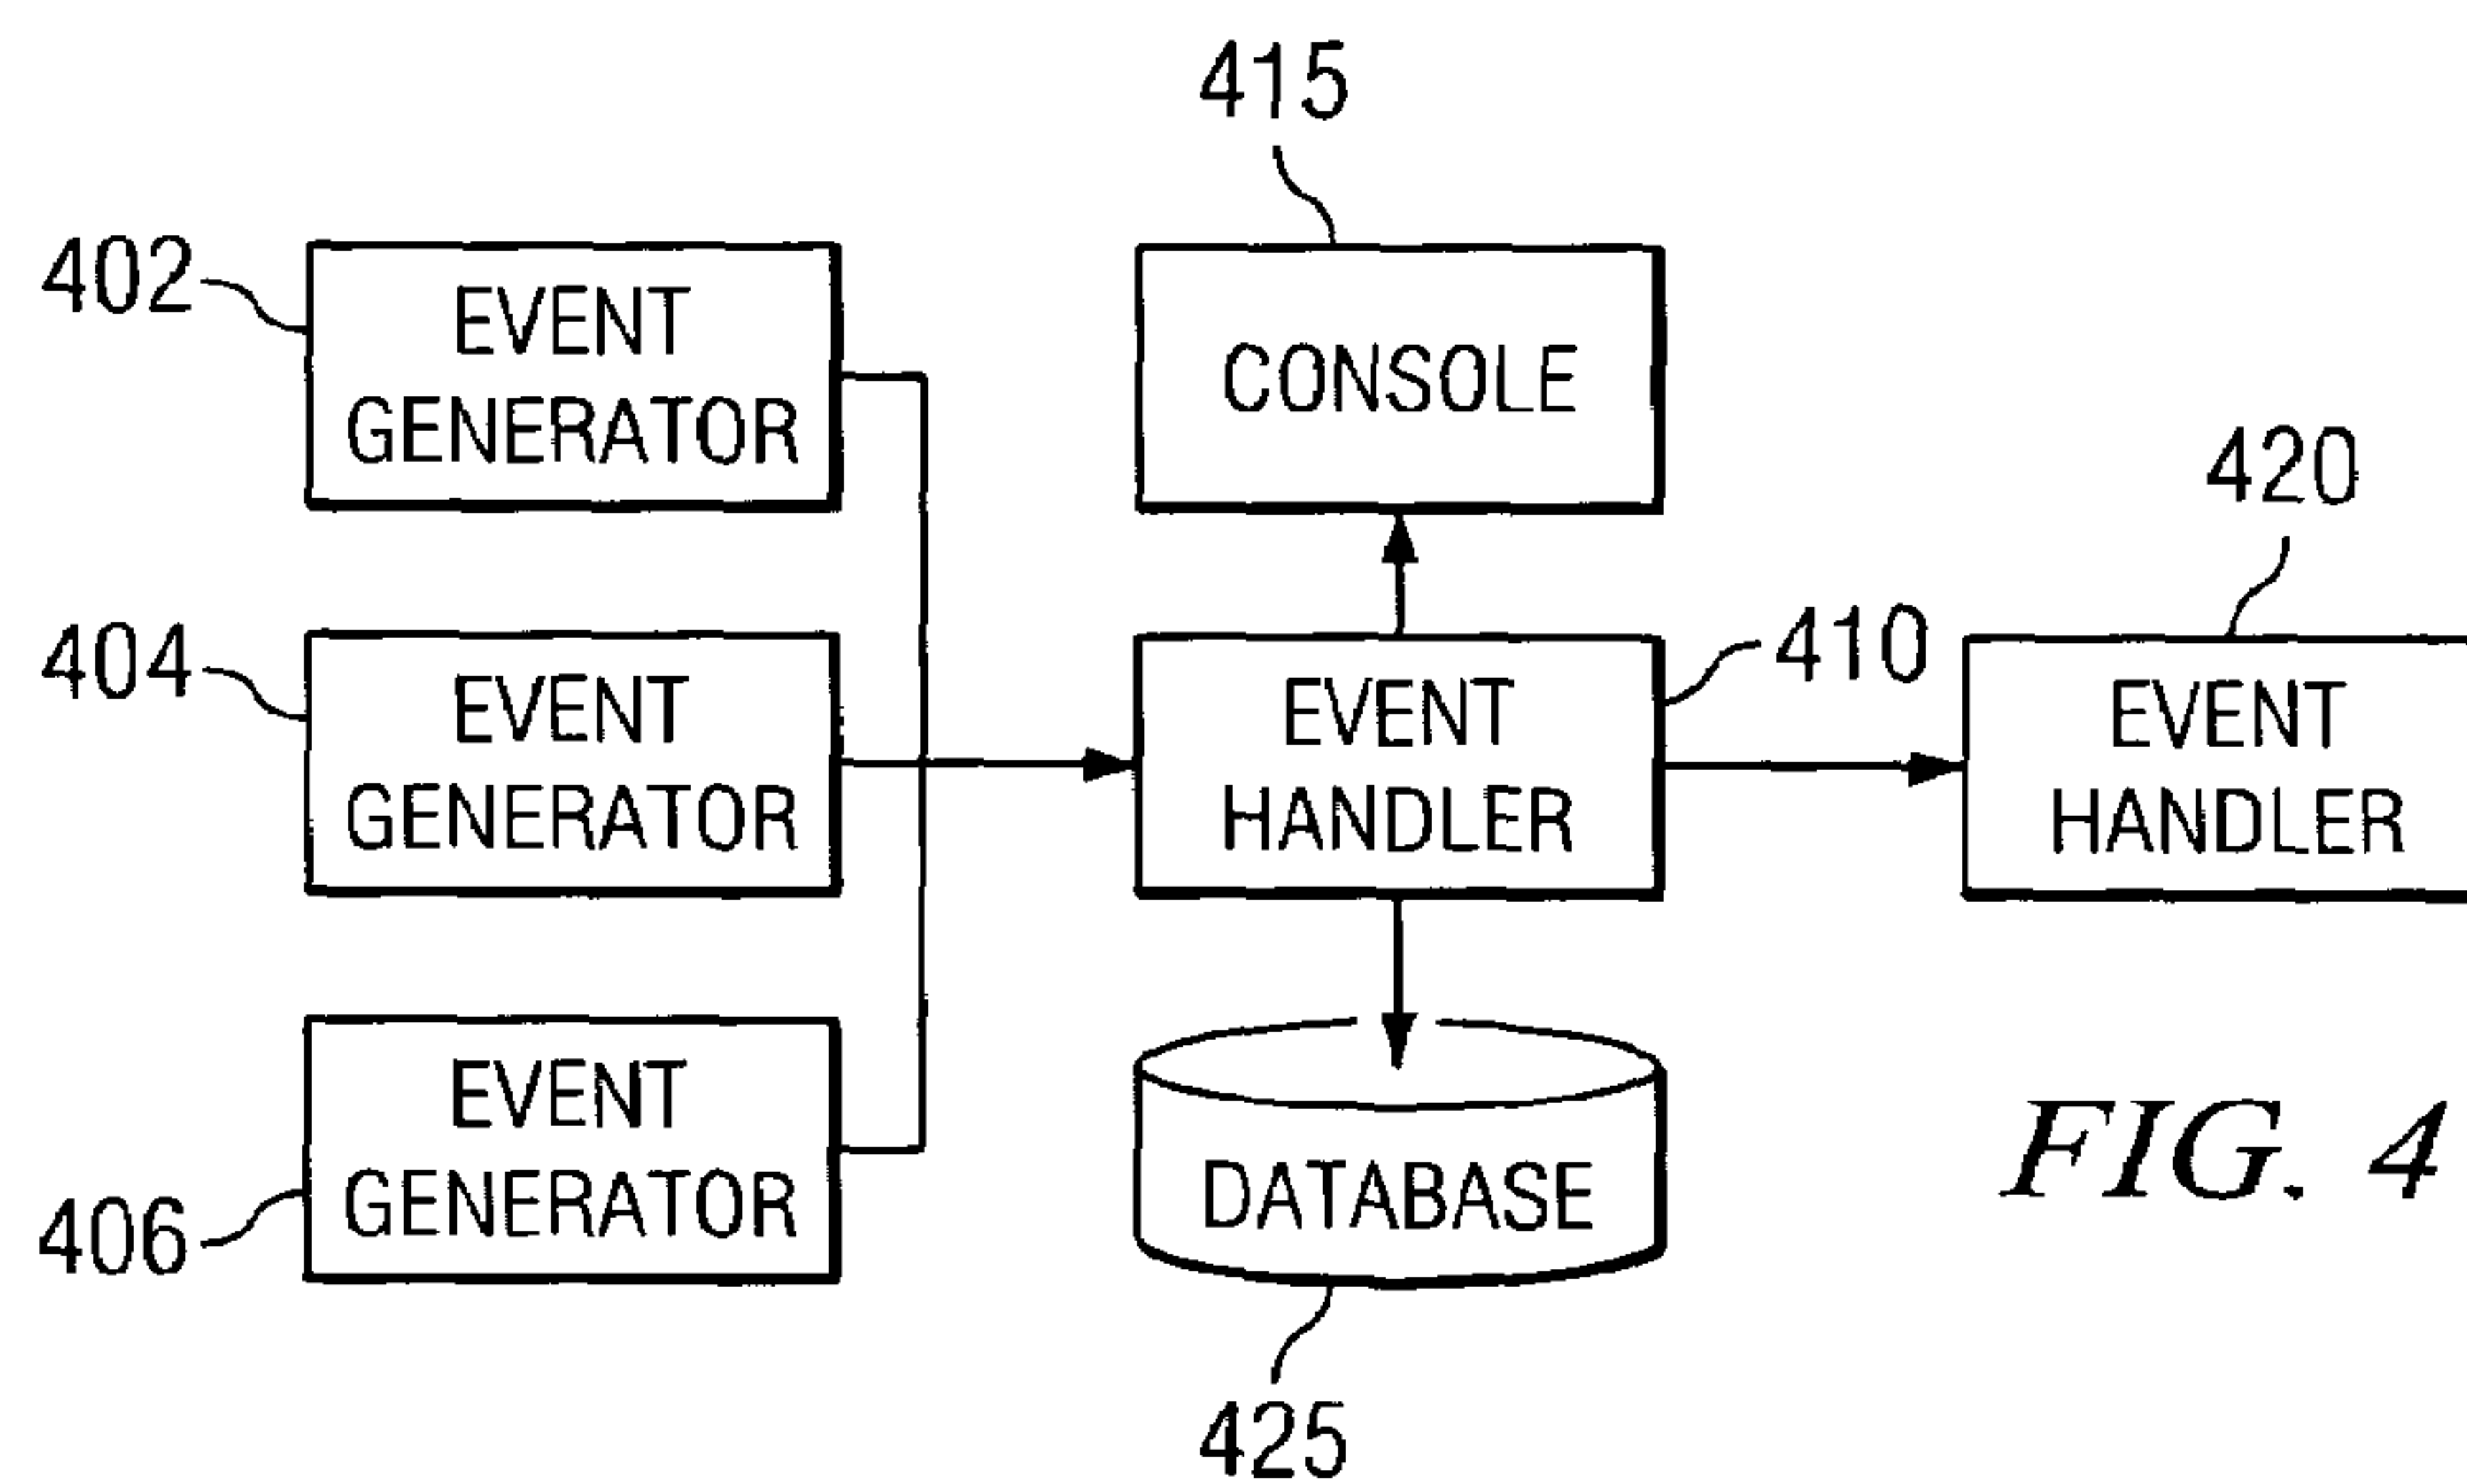 415
402
EVENT
GENERATOR
CONSOLE
420
404
EVENT
GENERATOR
EVENT
HANDLER
410
EVENT
HANDLER
406
EVENT
GENERATOR
DATABASE
425
FIG. 4